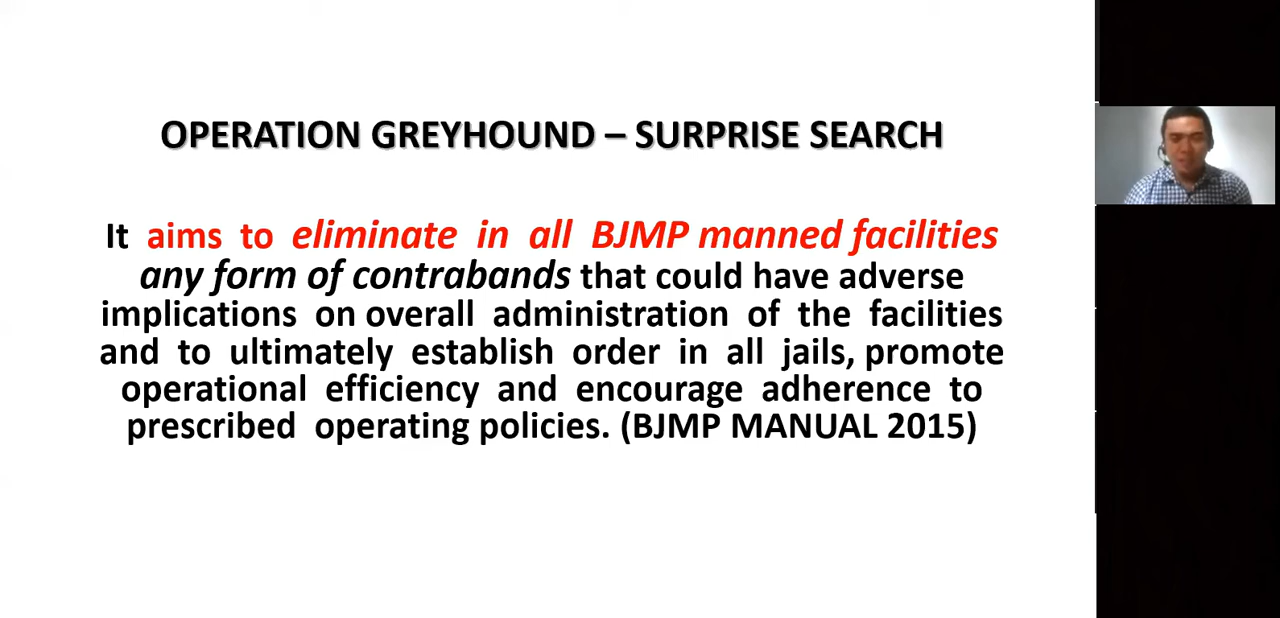 OPERATION GREYHOUND – SURPRISE SEARCH
It aims to eliminate in all BJMP manned facilities
any form of contrabands that could have adverse
implications on overall administration of the facilities
and to ultimately establish order in all jails, promote
operational efficiency and encourage adherence to
prescribed operating policies. (BJMP MANUAL 2015)